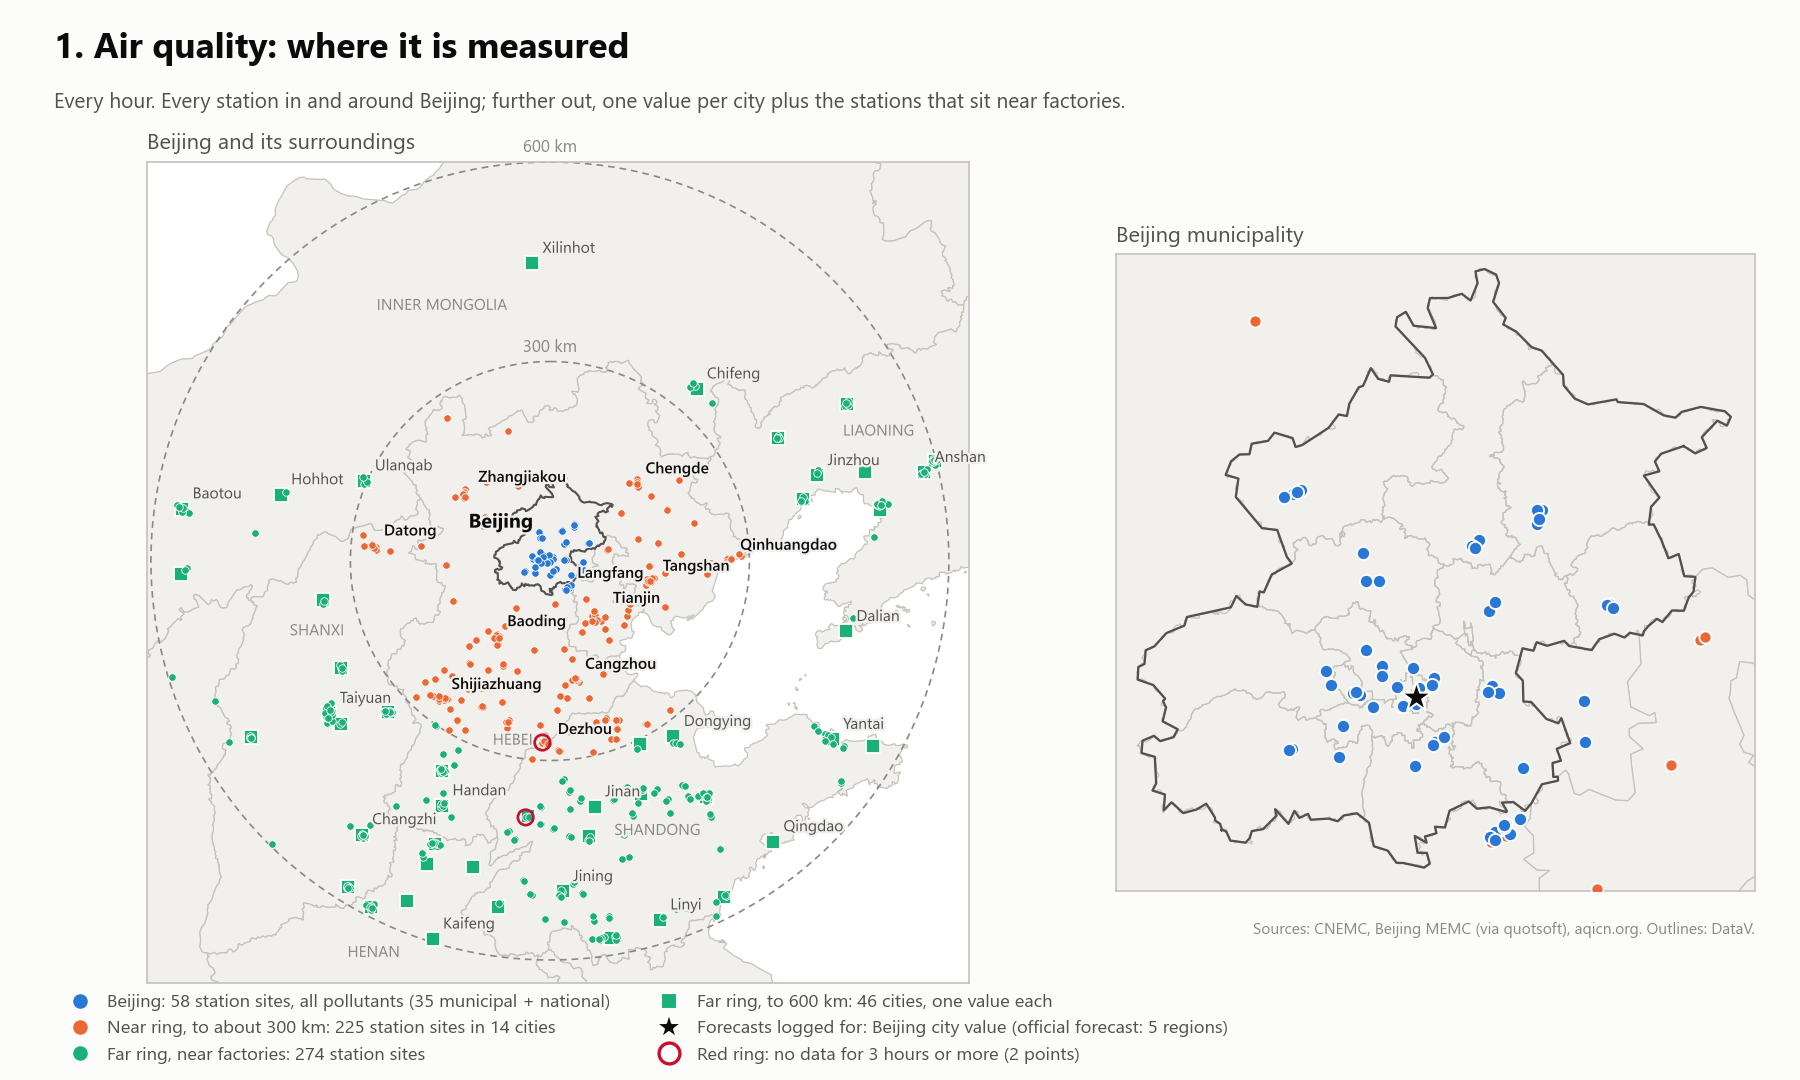 1. Air quality: where it is measured
Every hour. Every station in and around Beijing; further out, one value per city plus the stations that sit near factories.
Beijing and its surroundings
600 km
Xilinhot
INNER MONGOLIA
300 km
Chifeng
LIAONING
Ulanqab
Zhangjiakou
Chengde
Jinzhou
Anshan
Hohhot
Baotou
Beijing
Datong
Qinhuangdao
Langfang
Tangshan
Tianjin
SHANXI
Baoding
Dalian
Cangzhou
Shijiazhuang
Taiyuan
HEBEI
Dezhou
Dongying
Yantai
Handan
Jinan
Changzhi
SHANDONG
Qingdao
Jining
Linyi
Kaifeng
HENAN
Beijing municipality
Sources: CNEMC, Beijing MEMC (via quotsoft), aqicn.org. Outlines: DataV.
Beijing: 58 station sites, all pollutants (35 municipal + national)
Near ring, to about 300 km: 225 station sites in 14 cities
Far ring, near factories: 274 station sites
Far ring, to 600 km: 46 cities, one value each
Forecasts logged for: Beijing city value (official forecast: 5 regions)
Red ring: no data for 3 hours or more (2 points)